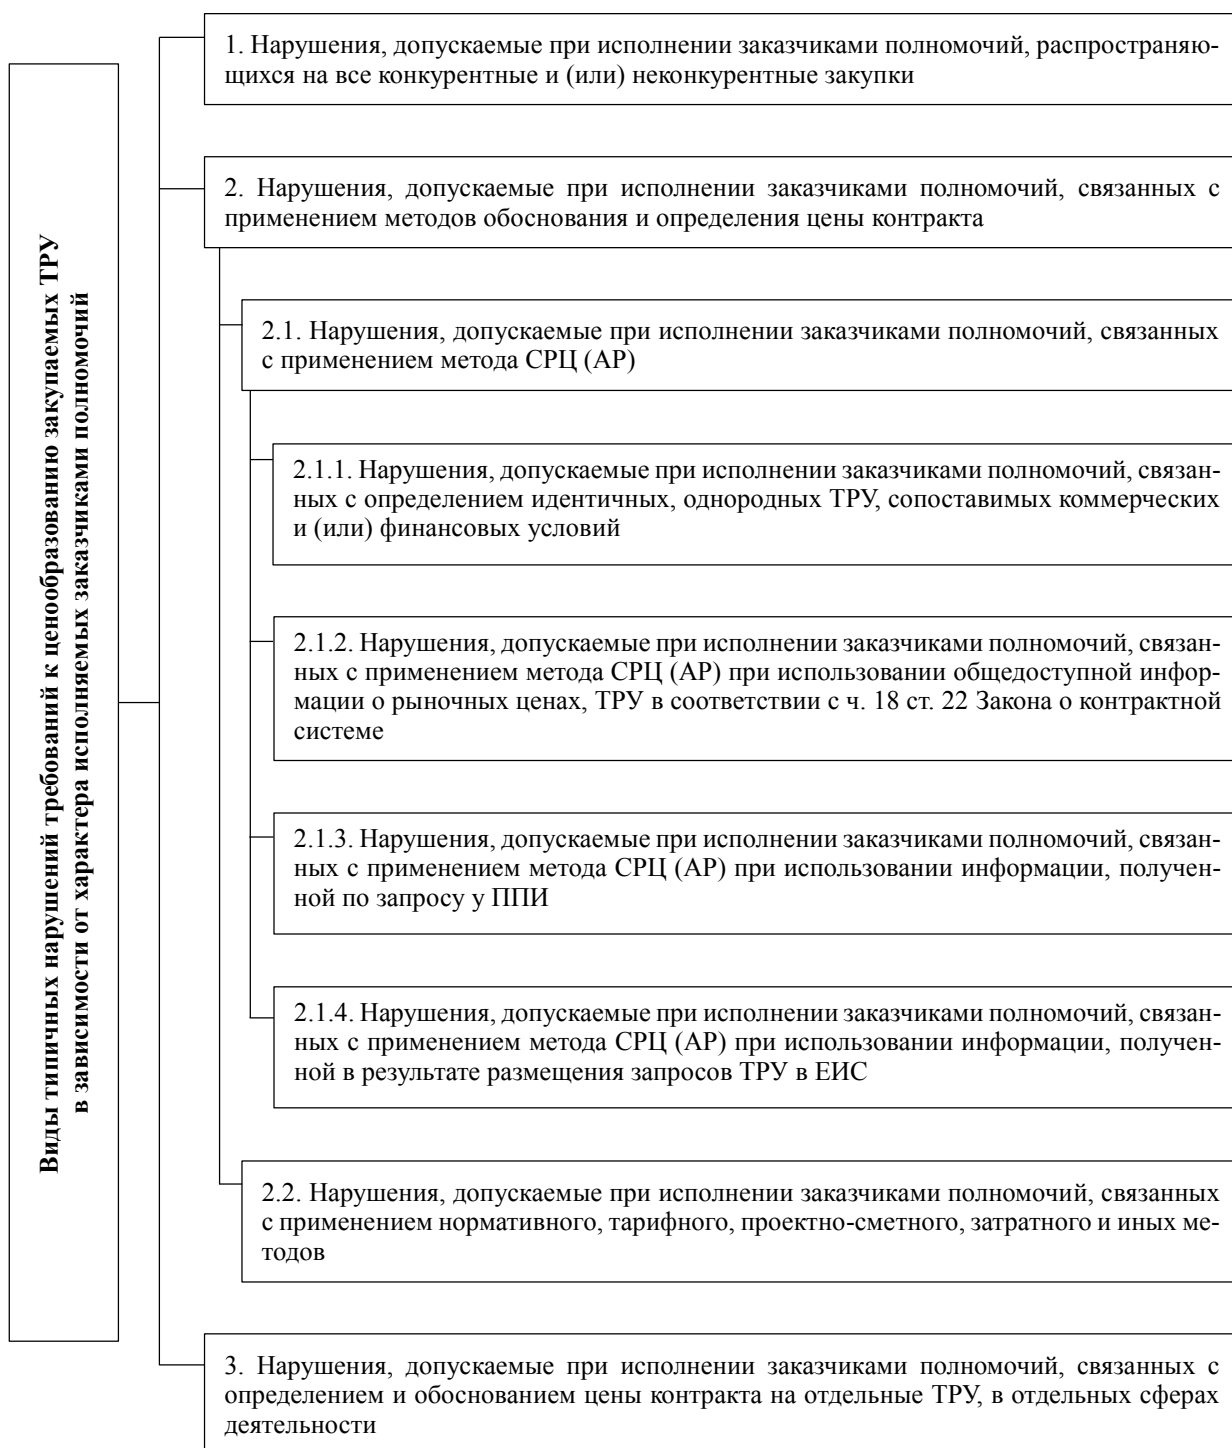 Виды типичных нарушений требований к ценообразованию закупаемых ТРУ
в зависимости от характера исполняемых заказчиками полномочий
1. Нарушения, допускаемые при исполнении заказчиками полномочий, распространяю-
щихся на все конкурентные и (или) неконкурентные закупки
2. Нарушения, допускаемые при исполнении заказчиками полномочий, связанных с
применением методов обоснования и определения цены контракта
2.1. Нарушения, допускаемые при исполнении заказчиками полномочий, связанных
с применением метода СРЦ (АР)
2.1.1. Нарушения, допускаемые при исполнении заказчиками полномочий, связан-
ных с определением идентичных, однородных ТРУ, сопоставимых коммерческих
и (или) финансовых условий
2.1.2. Нарушения, допускаемые при исполнении заказчиками полномочий, связан-
ных с применением метода СРЦ (АР) при использовании общедоступной инфор-
мации о рыночных ценах, ТРУ в соответствии с ч. 18 ст. 22 Закона о контрактной
системе
2.1.3. Нарушения, допускаемые при исполнении заказчиками полномочий, связан-
ных с применением метода СРЦ (АР) при использовании информации, получен-
ной по запросу у ППИ
2.1.4. Нарушения, допускаемые при исполнении заказчиками полномочий, связан-
ных с применением метода СРЦ (АР) при использовании информации, получен-
ной в результате размещения запросов ТРУ в ЕИС
2.2. Нарушения, допускаемые при исполнении заказчиками полномочий, связанных
с применением нормативного, тарифного, проектно-сметного, затратного и иных ме-
тодов
3. Нарушения, допускаемые при исполнении заказчиками полномочий, связанных с
определением и обоснованием цены контракта на отдельные ТРУ, в отдельных сферах
деятельности